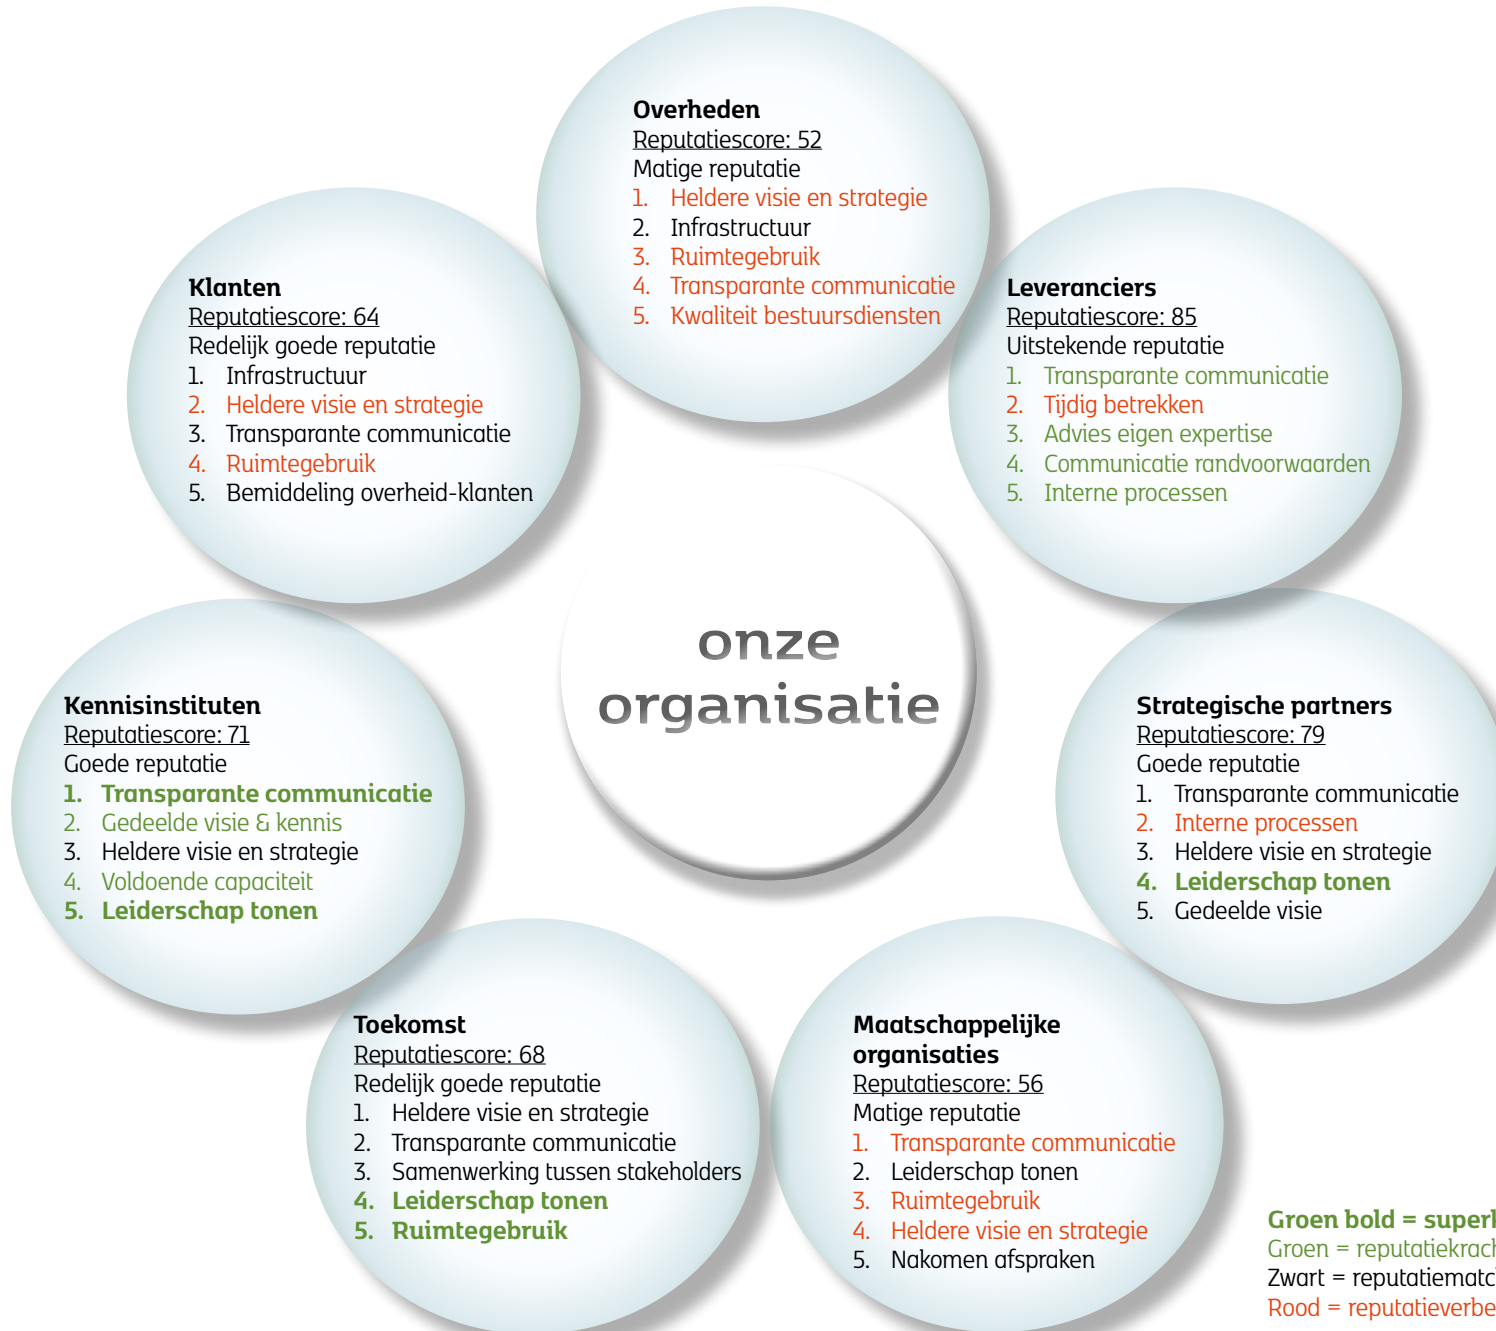 Overheden
Reputatiescore: 52
Matige reputatie
1. Heldere visie en strategie
2. Infrastructuur
3. Ruimtegebruik
4. Transparante communicatie
5. Kwaliteit bestuursdiensten
Klanten
Reputatiescore: 64
Redelijk goede reputatie
1. Infrastructuur
2. Heldere visie en strategie
3. Transparante communicatie
4. Ruimtegebruik
5. Bemiddeling overheid-klanten
Leveranciers
Reputatiescore: 85
Uitstekende reputatie
1. Transparante communicatie
2. Tijdig betrekken
3. Advies eigen expertise
4. Communicatie randvoorwaarden
5. Interne processen
onze
organisatie
Kennisinstituten
Reputatiescore: 71
Goede reputatie
1. Transparante communicatie
2. Gedeelde visie & kennis
3. Heldere visie en strategie
4. Voldoende capaciteit
5. Leiderschap tonen
Strategische partners
Reputatiescore: 79
Goede reputatie
1. Transparante communicatie
2. Interne processen
3. Heldere visie en strategie
4. Leiderschap tonen
5. Gedeelde visie
Toekomst
Reputatiescore: 68
Redelijk goede reputatie
1. Heldere visie en strategie
2. Transparante communicatie
3. Samenwerking tussen stakeholders
4. Leiderschap tonen
5. Ruimtegebruik
Maatschappelijke
organisaties
Reputatiescore: 56
Matige reputatie
1. Transparante communicatie
2. Leiderschap tonen
3. Ruimtegebruik
4. Heldere visie en strategie
5. Nakomen afspraken
Groen bold =
Groen =
Zwart =
Rood =